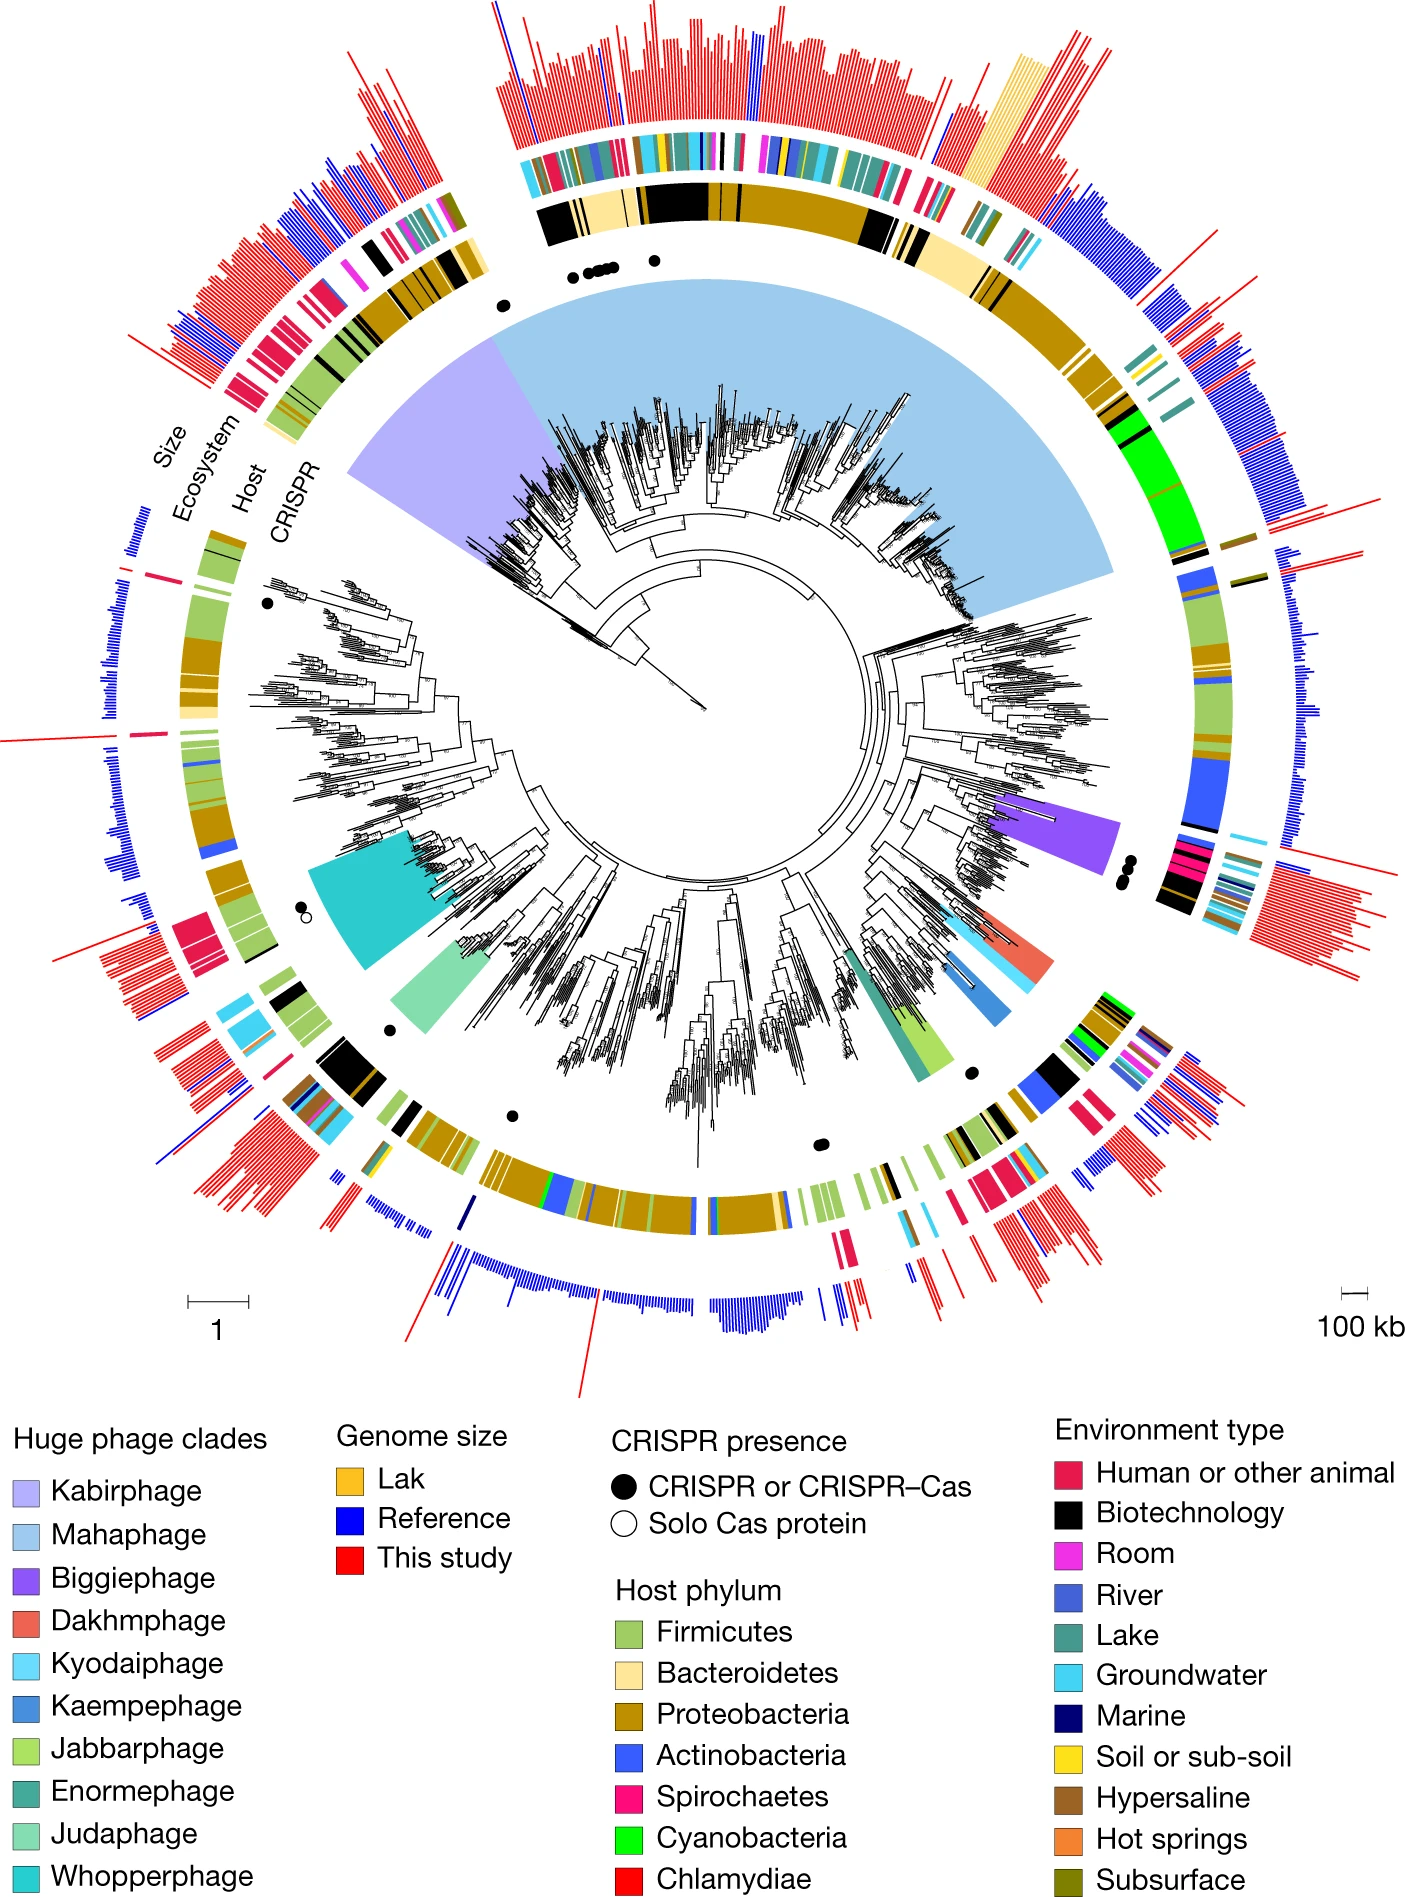 Size
Ecosystem
Host
CRISPR
1
100 kb
Huge phage clades
Kabirphage
Mahaphage
Biggiephage
Dakhmphage
Kyodaiphage
Kaempephage
Jabbarphage
Enormephage
Judaphage
Whopperphage
Genome size
Lak
Reference
This study
CRISPR presence
CRISPR or CRISPR–Cas
Solo Cas protein
Host phylum
Firmicutes
Bacteroidetes
Proteobacteria
Actinobacteria
Spirochaetes
Cyanobacteria
Chlamydiae
Environment type
Human or other animal
Biotechnology
Room
River
Lake
Groundwater
Marine
Soil or sub-soil
Hypersaline
Hot springs
Subsurface